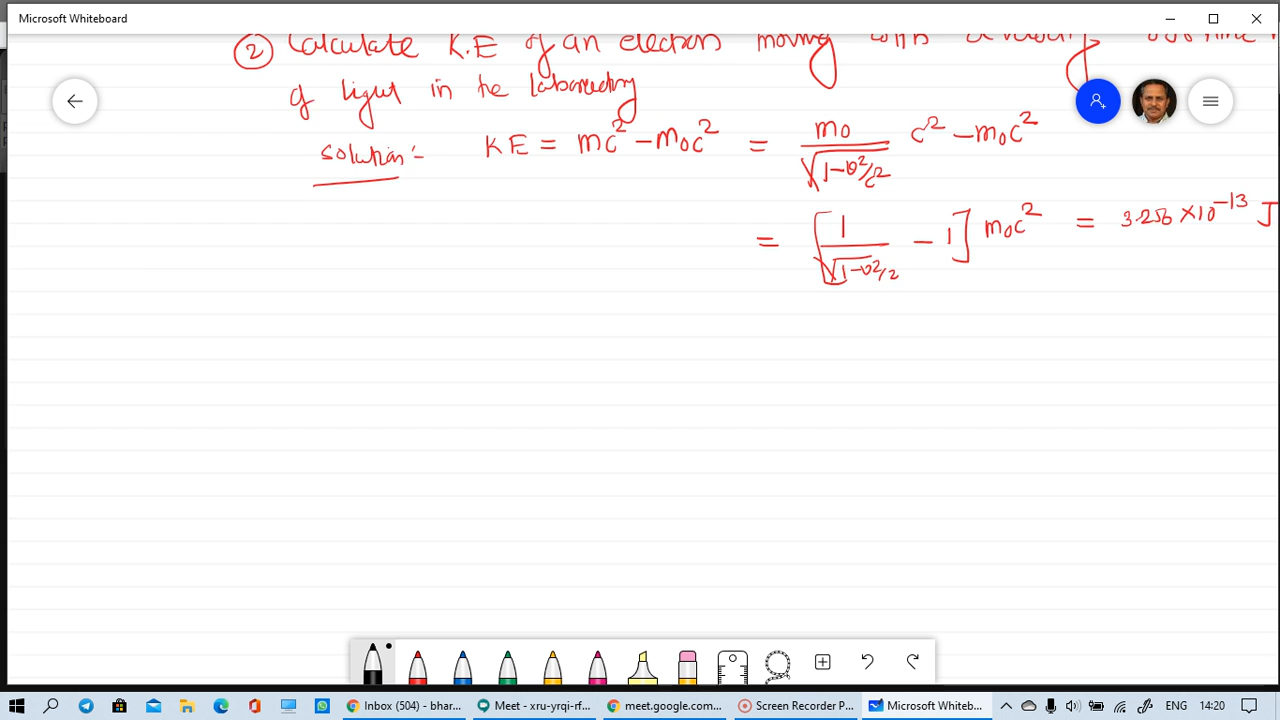 Microsoft Whiteboard
② Calculate K.E of an electron moving with a velocity
of light in the laboratory
solution:-
KE = mc² - m₀c² = m₀ / √(1-v²/c²) c² - m₀c²
= [1 / √(1-v²/2) - 1] m₀c² = 3.256 × 10⁻¹³ J
Inbox (504) - bhar...
Meet - xru-yrqi-rf...
meet.google.com...
Screen Recorder P...
Microsoft Whiteb...
ENG
14:20